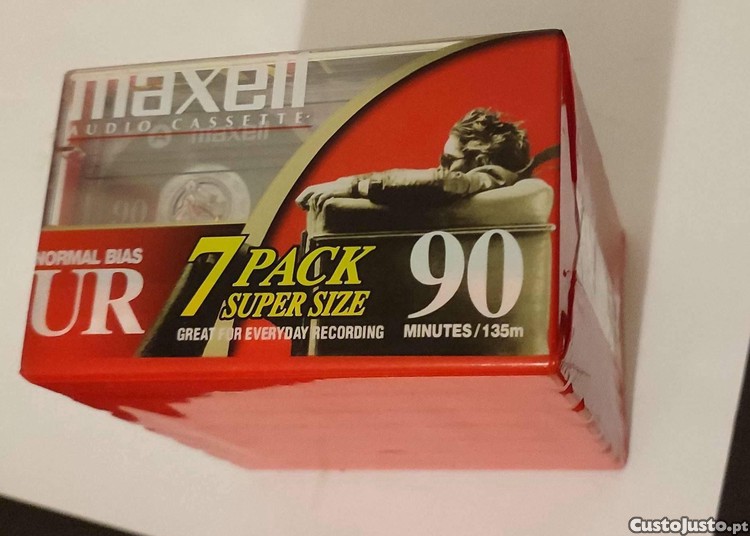 maxell
AUDIO CASSETTE
maxell
90
NORMAL BIAS
UR
7 PACK
SUPER SIZE
GREAT FOR EVERYDAY RECORDING
90
MINUTES/135m
CustoJusto.pt